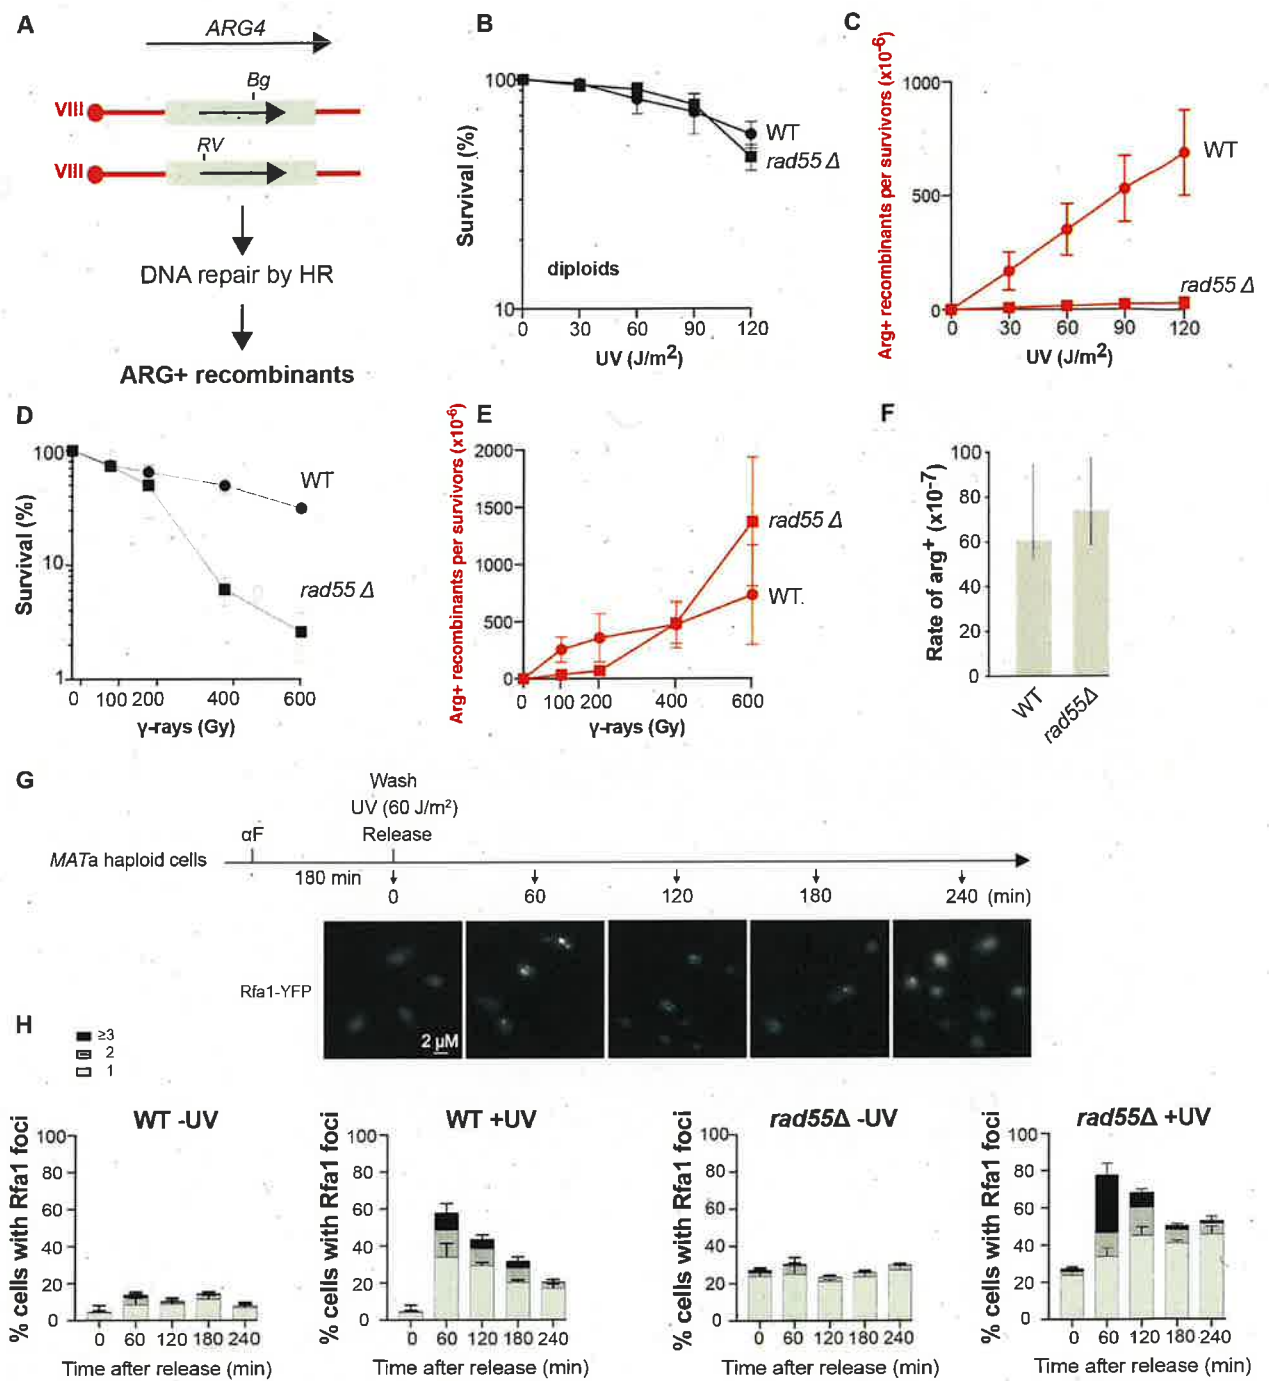 A
ARG4
Bg
VIII
RV
VIII
DNA repair by HR
ARG+ recombinants
B
Survival (%)
100
10
WT
rad55 Δ
diploids
0 30 60 90 120
UV (J/m²)
C
Arg+ recombinants per survivors (x10⁻⁶)
1000
500
0
WT
rad55 Δ
0 30 60 90 120
UV (J/m²)
D
Survival (%)
100
10
1
WT
rad55 Δ
0 100 200 400 600
γ-rays (Gy)
E
Arg+ recombinants per survivors (x10⁻⁶)
2000
1500
1000
500
0
rad55 Δ
WT.
0 100 200 400 600
γ-rays (Gy)
F
Rate of arg⁺ (x10⁻⁷)
100
80
60
40
20
0
WT
rad55Δ
G
Wash
UV (60 J/m²)
αF Release
MATa haploid cells
180 min
0 60 120 180 240 (min)
Rfa1-YFP
2 µM
H
≥3
2
1
WT -UV
% cells with Rfa1 foci
100
80
60
40
20
0
0 60 120 180 240
Time after release (min)
WT +UV
% cells with Rfa1 foci
100
80
60
40
20
0
0 60 120 180 240
Time after release (min)
rad55Δ -UV
% cells with Rfa1 foci
100
80
60
40
20
0
0 60 120 180 240
Time after release (min)
rad55Δ +UV
% cells with Rfa1 foci
100
80
60
40
20
0
0 60 120 180 240
Time after release (min)